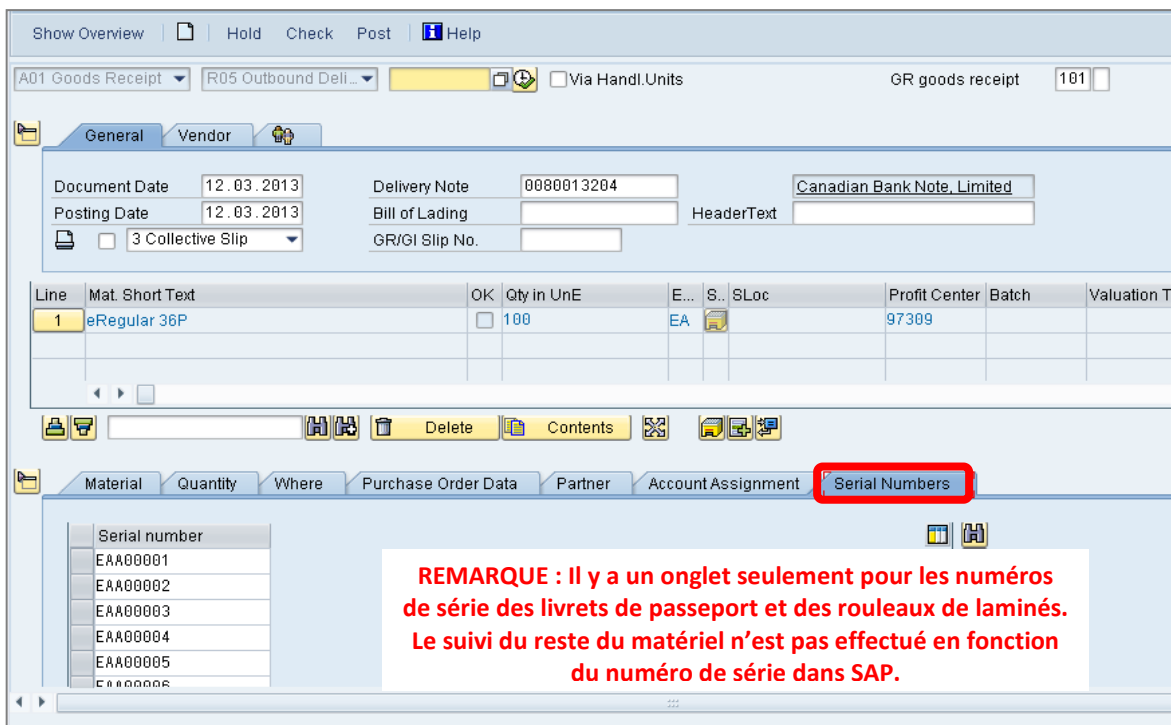 Show Overview Hold Check Post Help
A01 Goods Receipt R05 Outbound Deli... Via Handl.Units GR goods receipt 101
General Vendor
Document Date 12.03.2013 Delivery Note 0080013204 Canadian Bank Note, Limited
Posting Date 12.03.2013 Bill of Lading HeaderText
3 Collective Slip GR/GI Slip No.
Line Mat. Short Text OK Qty in UnE E... S.. SLoc Profit Center Batch Valuation T
1 eRegular 36P 100 EA 97309
Delete Contents
Material Quantity Where Purchase Order Data Partner Account Assignment Serial Numbers
Serial number
EAA00001
EAA00002
EAA00003
EAA00004
EAA00005
EAA00006
REMARQUE : Il y a un onglet seulement pour les numéros
de série des livrets de passeport et des rouleaux de laminés.
Le suivi du reste du matériel n'est pas effectué en fonction
du numéro de série dans SAP.